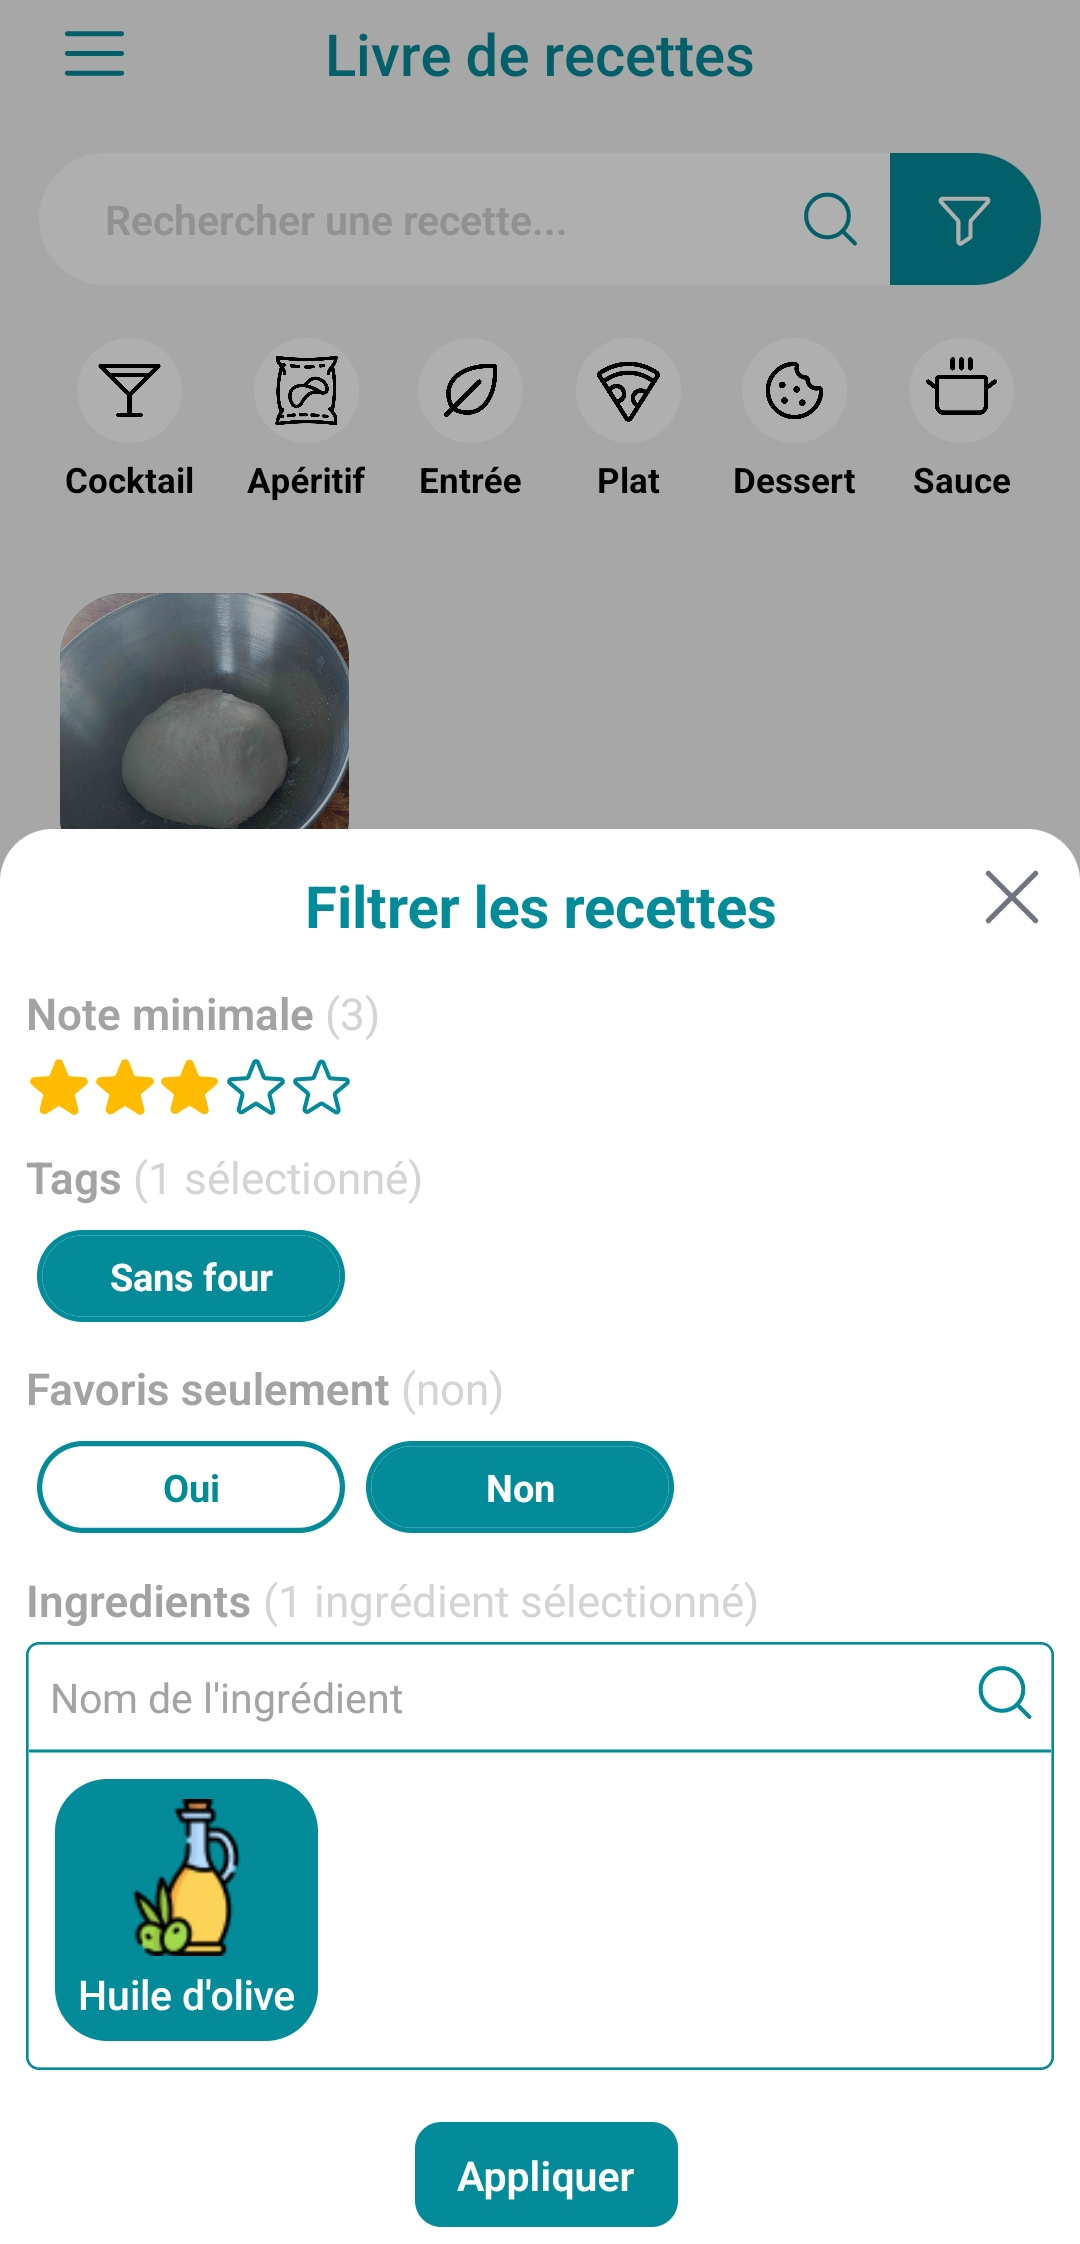 Livre de recettes
Rechercher une recette...
Cocktail Apéritif Entrée Plat Dessert Sauce
Filtrer les recettes
Note minimale (3)
Tags (1 sélectionné)
Sans four
Favoris seulement (non)
Oui Non
Ingredients (1 ingrédient sélectionné)
Nom de l'ingrédient
Huile d'olive
Appliquer